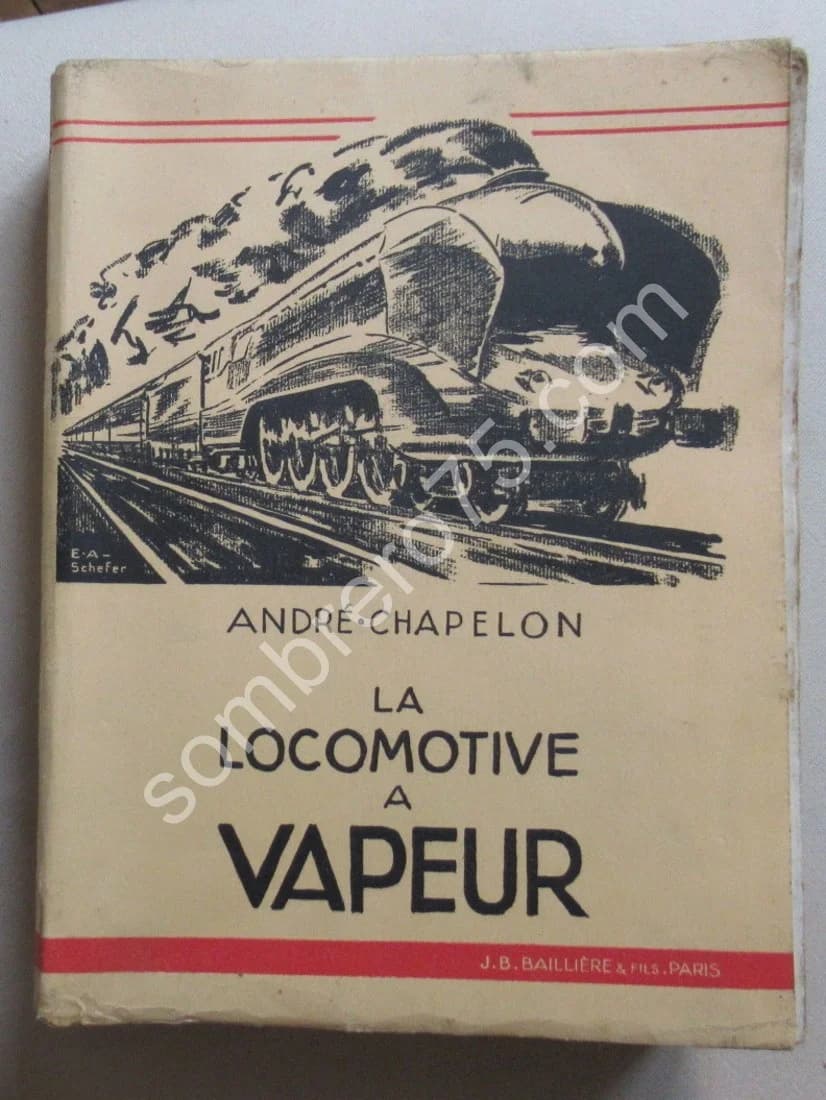 E·A-
Schefer
ANDRÉ·CHAPELON
LA
LOCOMOTIVE
A
VAPEUR
J.B. BAILLIÈRE & FILS. PARIS
sombrero75.com